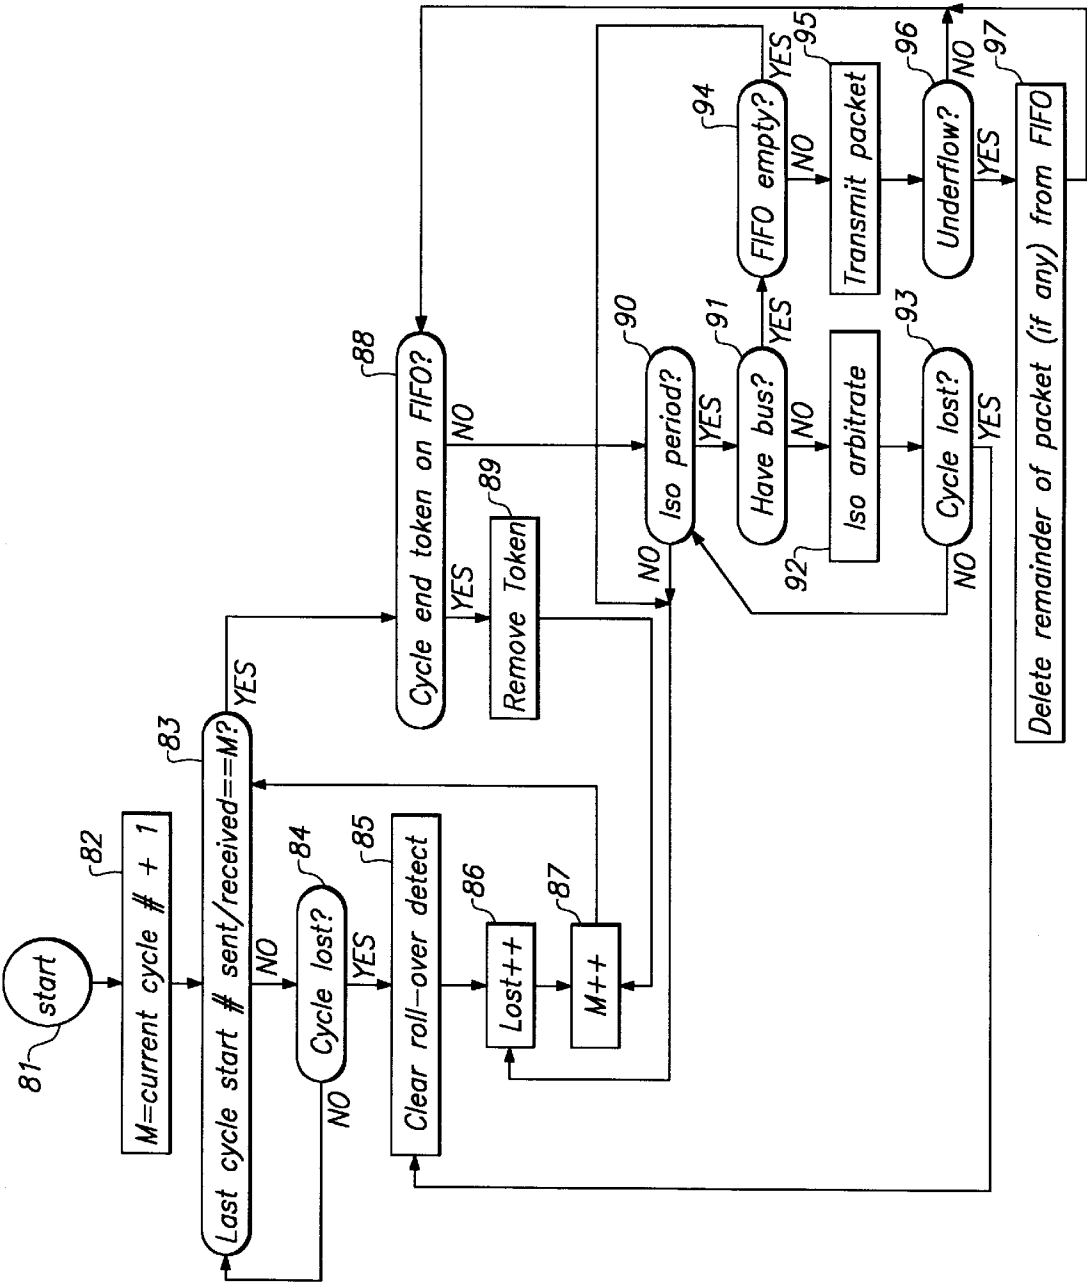 start
81
M=current cycle # + 1
82
Last cycle start # sent/received==M?
83
YES
NO
Cycle lost?
84
NO
YES
Clear roll-over detect
85
Lost++
86
M++
87
Cycle end token on FIFO?
88
YES
NO
Remove Token
89
Iso period?
90
NO
YES
Have bus?
91
YES
NO
Iso arbitrate
92
Cycle lost?
93
NO
YES
FIFO empty?
94
YES
NO
Transmit packet
95
Underflow?
96
NO
YES
Delete remainder of packet (if any) from FIFO
97